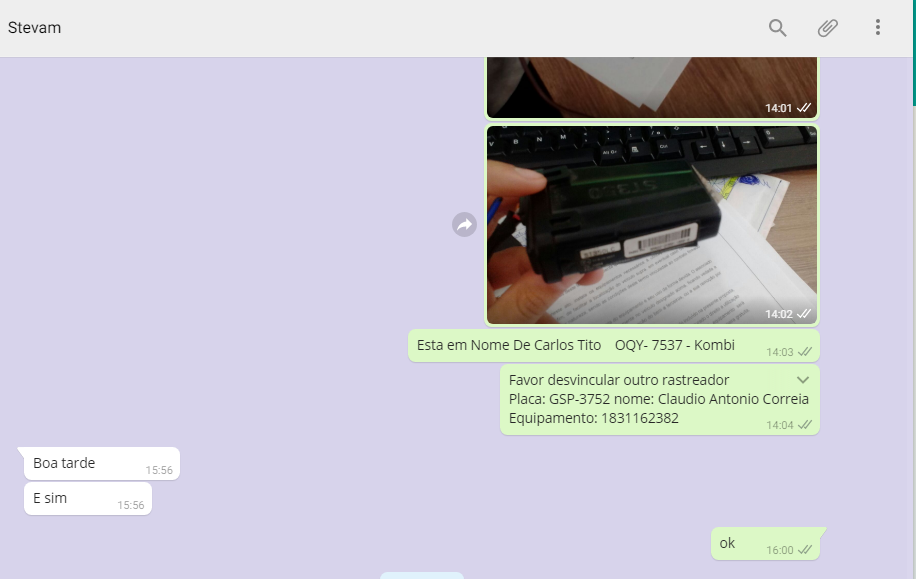 Stevam
14:01
14:02
Esta em Nome De Carlos Tito OQY- 7537 - Kombi
14:03
Favor desvincular outro rastreador
Placa: GSP-3752 nome: Claudio Antonio Correia
Equipamento: 1831162382
14:04
Boa tarde
15:56
E sim
15:56
ok
16:00